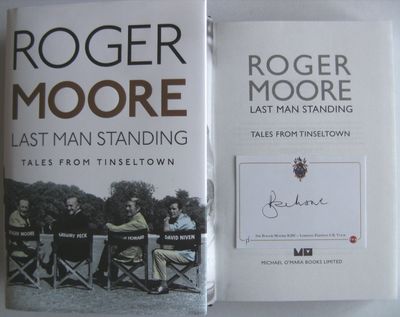 ROGER
MOORE
LAST MAN STANDING
TALES FROM TINSELTOWN
ROGER MOORE
GREGORY PECK
HOWARD
DAVID NIVEN
ROGER
MOORE
LAST MAN STANDING
TALES FROM TINSELTOWN
MICHAEL O'MARA BOOKS LIMITED